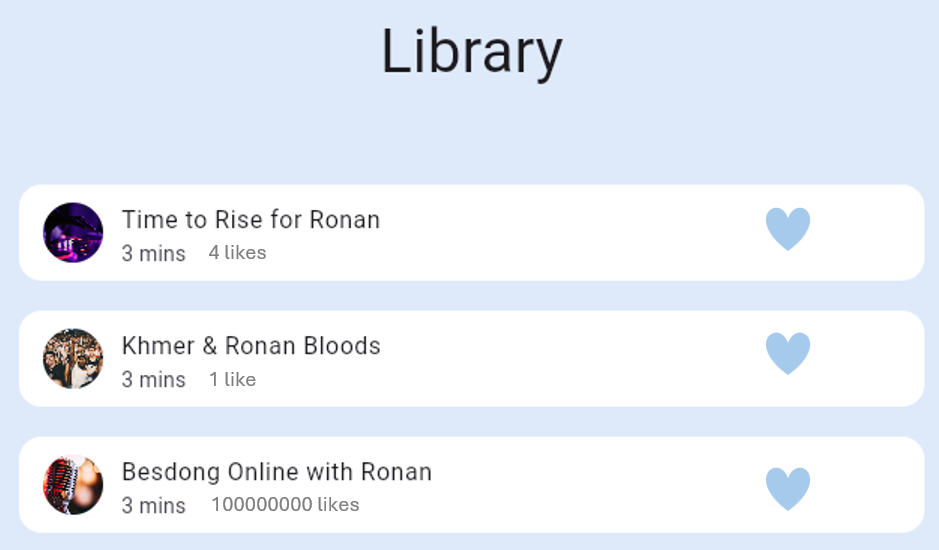 Library
Time to Rise for Ronan
3 mins 4 likes
Khmer & Ronan Bloods
3 mins 1 like
Besdong Online with Ronan
3 mins 100000000 likes